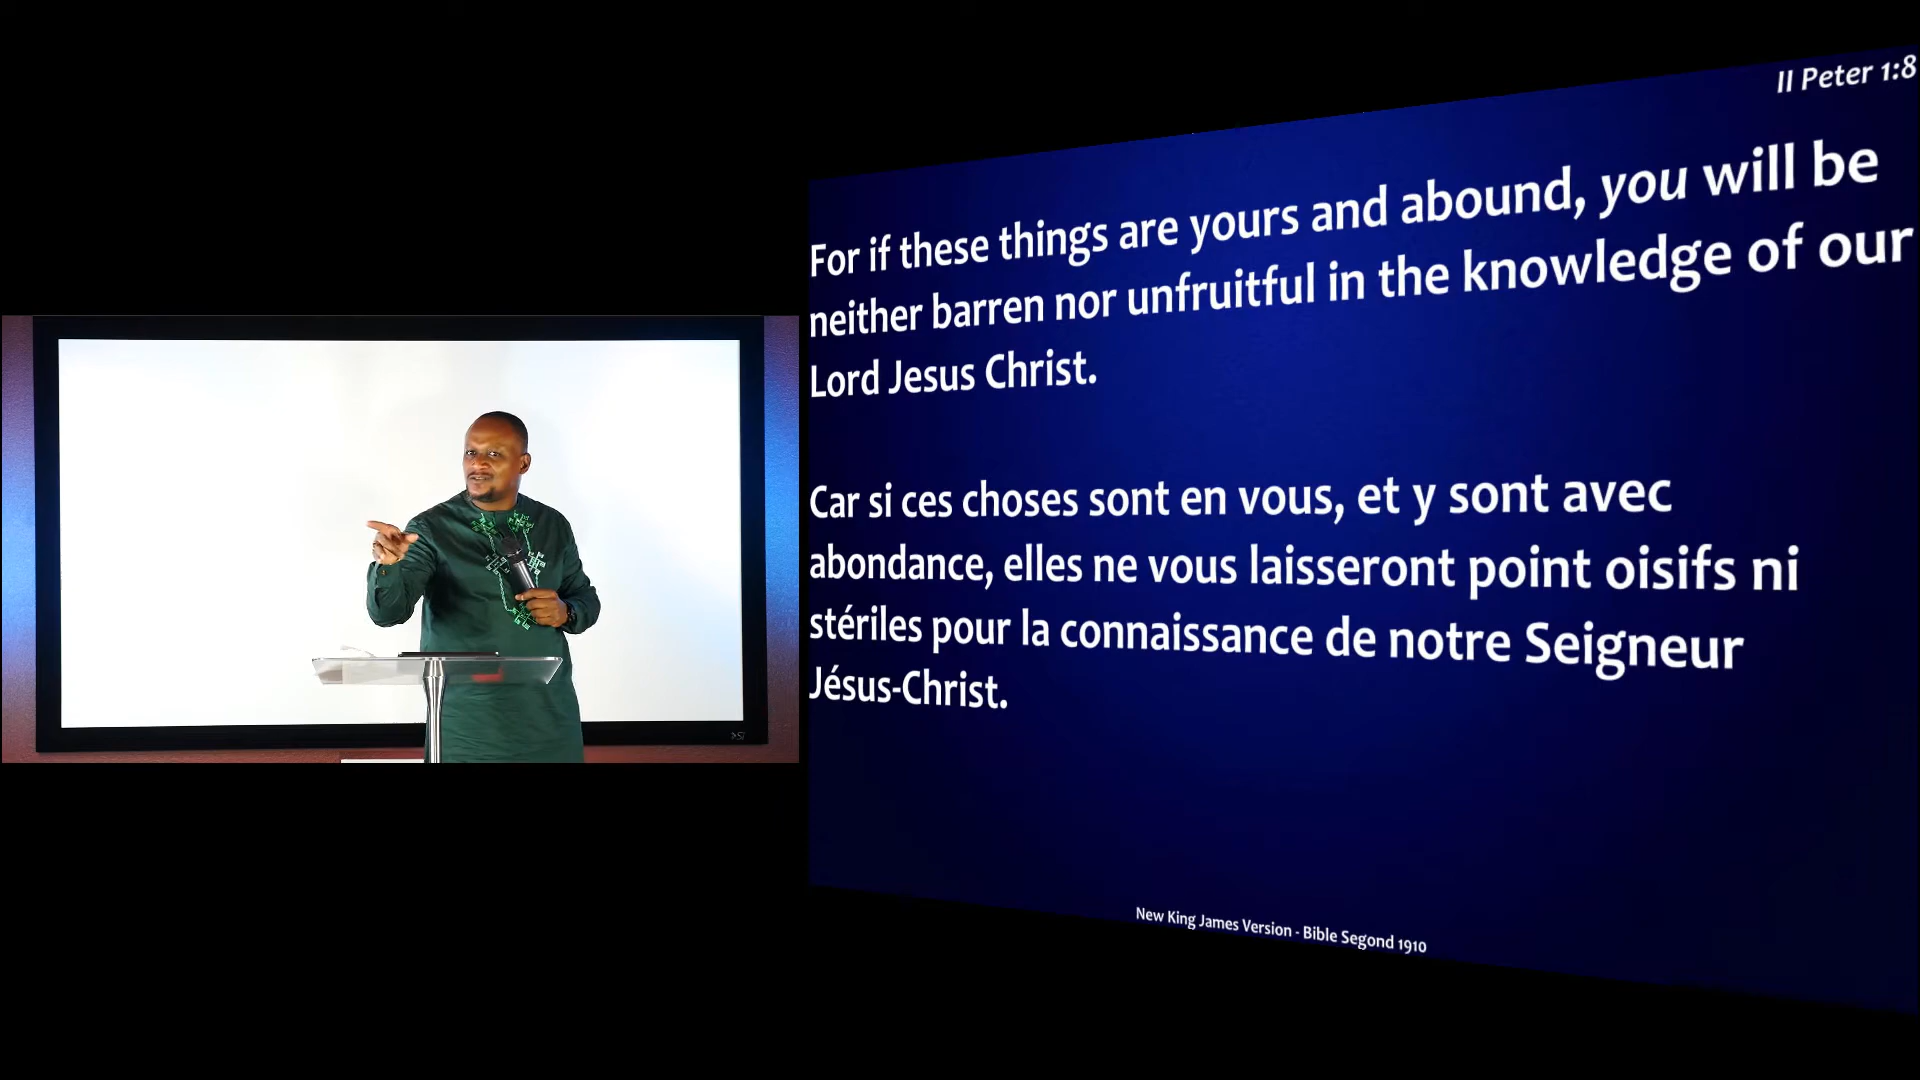 II Peter 1:8
For if these things are yours and abound, you will be
neither barren nor unfruitful in the knowledge of our
Lord Jesus Christ.
Car si ces choses sont en vous, et y sont avec
abondance, elles ne vous laisseront point oisifs ni
stériles pour la connaissance de notre Seigneur
Jésus-Christ.
New King James Version - Bible Segond 1910